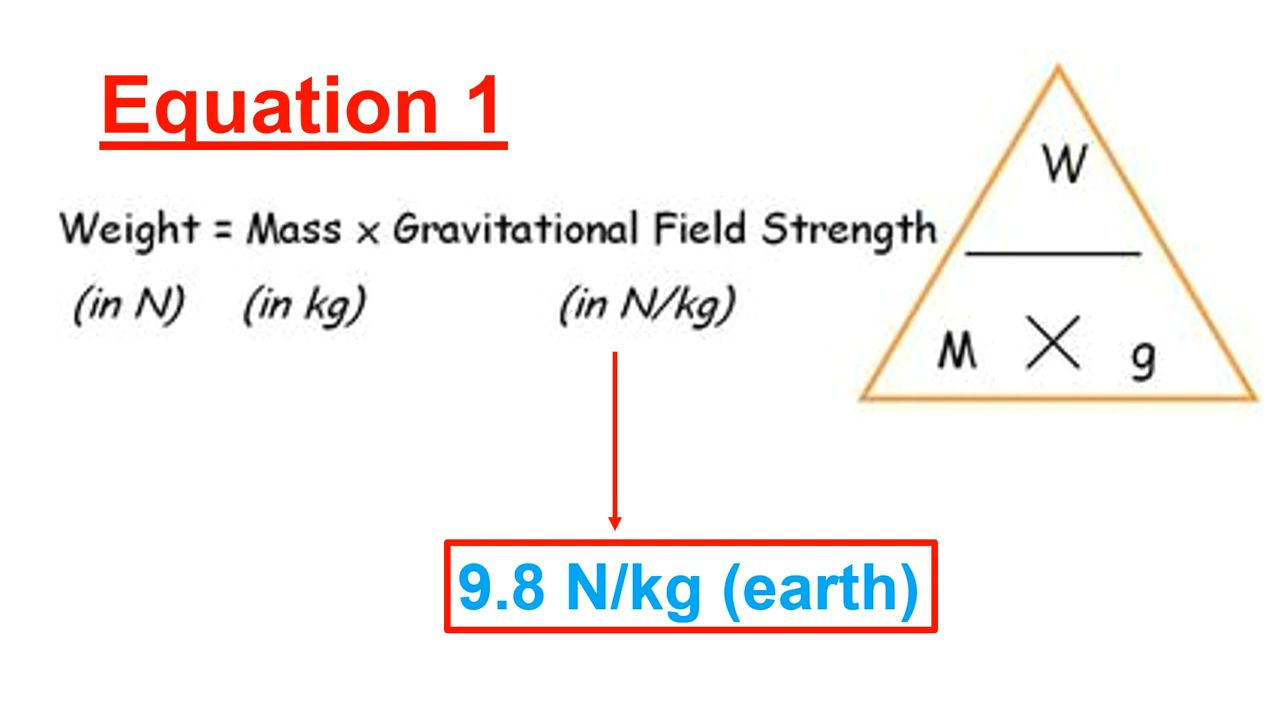 Equation 1
Weight = Mass x Gravitational Field Strength
(in N) (in kg) (in N/kg)
W
M X g
9.8 N/kg (earth)